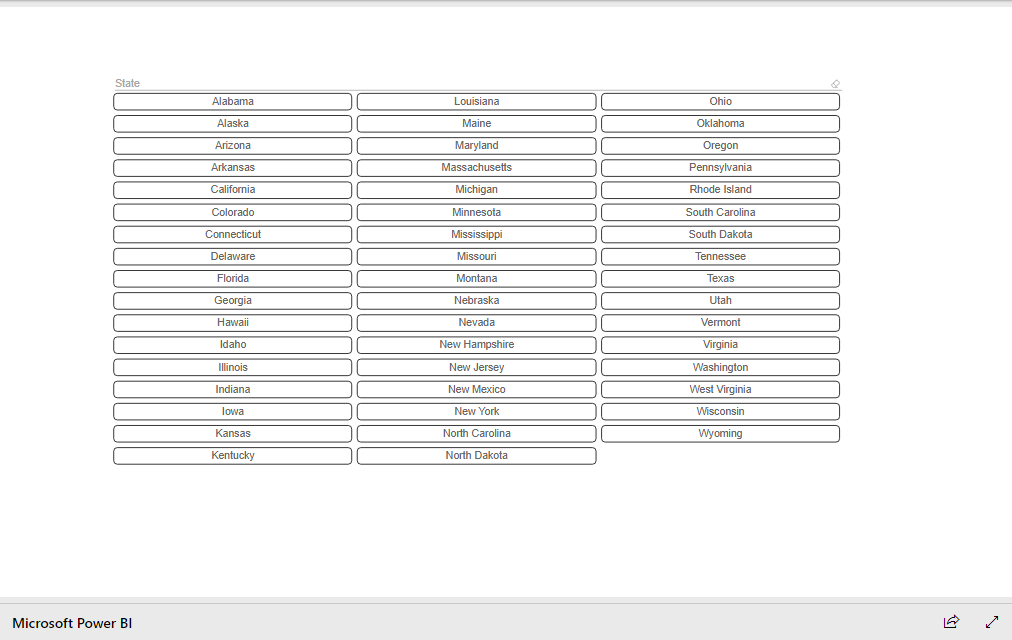 State
Alabama
Alaska
Arizona
Arkansas
California
Colorado
Connecticut
Delaware
Florida
Georgia
Hawaii
Idaho
Illinois
Indiana
Iowa
Kansas
Kentucky
Louisiana
Maine
Maryland
Massachusetts
Michigan
Minnesota
Mississippi
Missouri
Montana
Nebraska
Nevada
New Hampshire
New Jersey
New Mexico
New York
North Carolina
North Dakota
Ohio
Oklahoma
Oregon
Pennsylvania
Rhode Island
South Carolina
South Dakota
Tennessee
Texas
Utah
Vermont
Virginia
Washington
West Virginia
Wisconsin
Wyoming
Microsoft Power BI